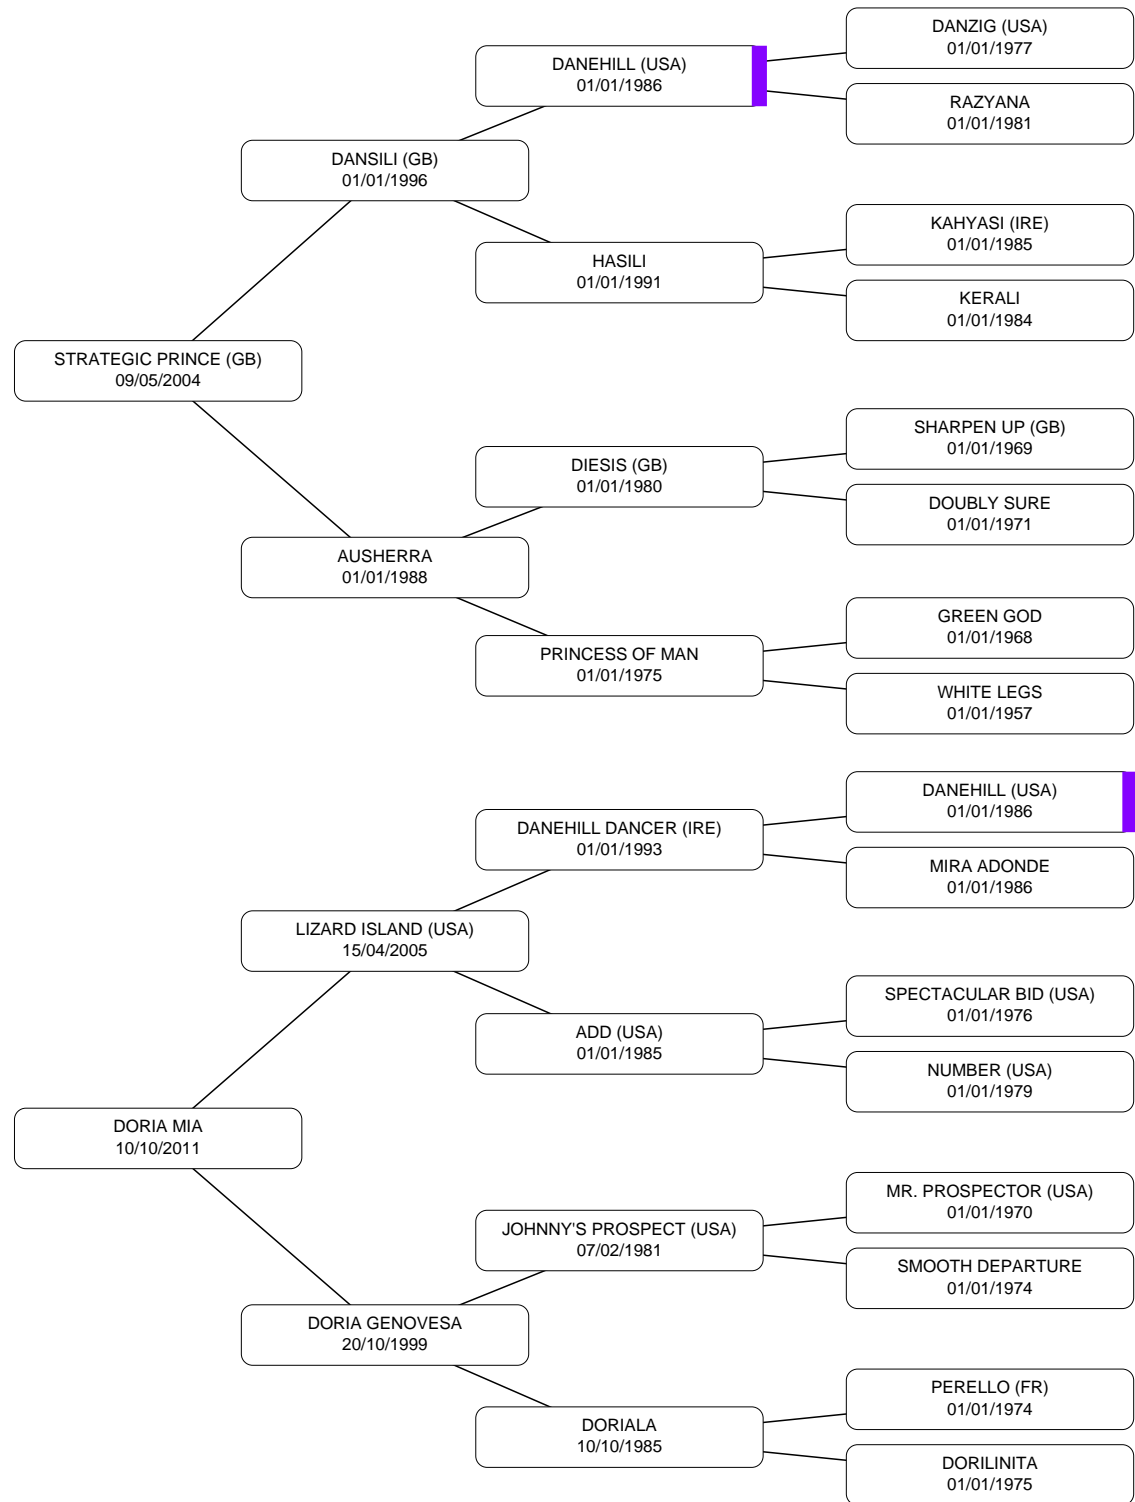 DANZIG (USA)
01/01/1977
DANEHILL (USA)
01/01/1986
RAZYANA
01/01/1981
DANSILI (GB)
01/01/1996
KAHYASI (IRE)
01/01/1985
HASILI
01/01/1991
KERALI
01/01/1984
STRATEGIC PRINCE (GB)
09/05/2004
SHARPEN UP (GB)
01/01/1969
DIESIS (GB)
01/01/1980
DOUBLY SURE
01/01/1971
AUSHERRA
01/01/1988
GREEN GOD
01/01/1968
PRINCESS OF MAN
01/01/1975
WHITE LEGS
01/01/1957
DANEHILL (USA)
01/01/1986
DANEHILL DANCER (IRE)
01/01/1993
MIRA ADONDE
01/01/1986
LIZARD ISLAND (USA)
15/04/2005
SPECTACULAR BID (USA)
01/01/1976
ADD (USA)
01/01/1985
NUMBER (USA)
01/01/1979
DORIA MIA
10/10/2011
MR. PROSPECTOR (USA)
01/01/1970
JOHNNY'S PROSPECT (USA)
07/02/1981
SMOOTH DEPARTURE
01/01/1974
DORIA GENOVESA
20/10/1999
PERELLO (FR)
01/01/1974
DORIALA
10/10/1985
DORILINITA
01/01/1975